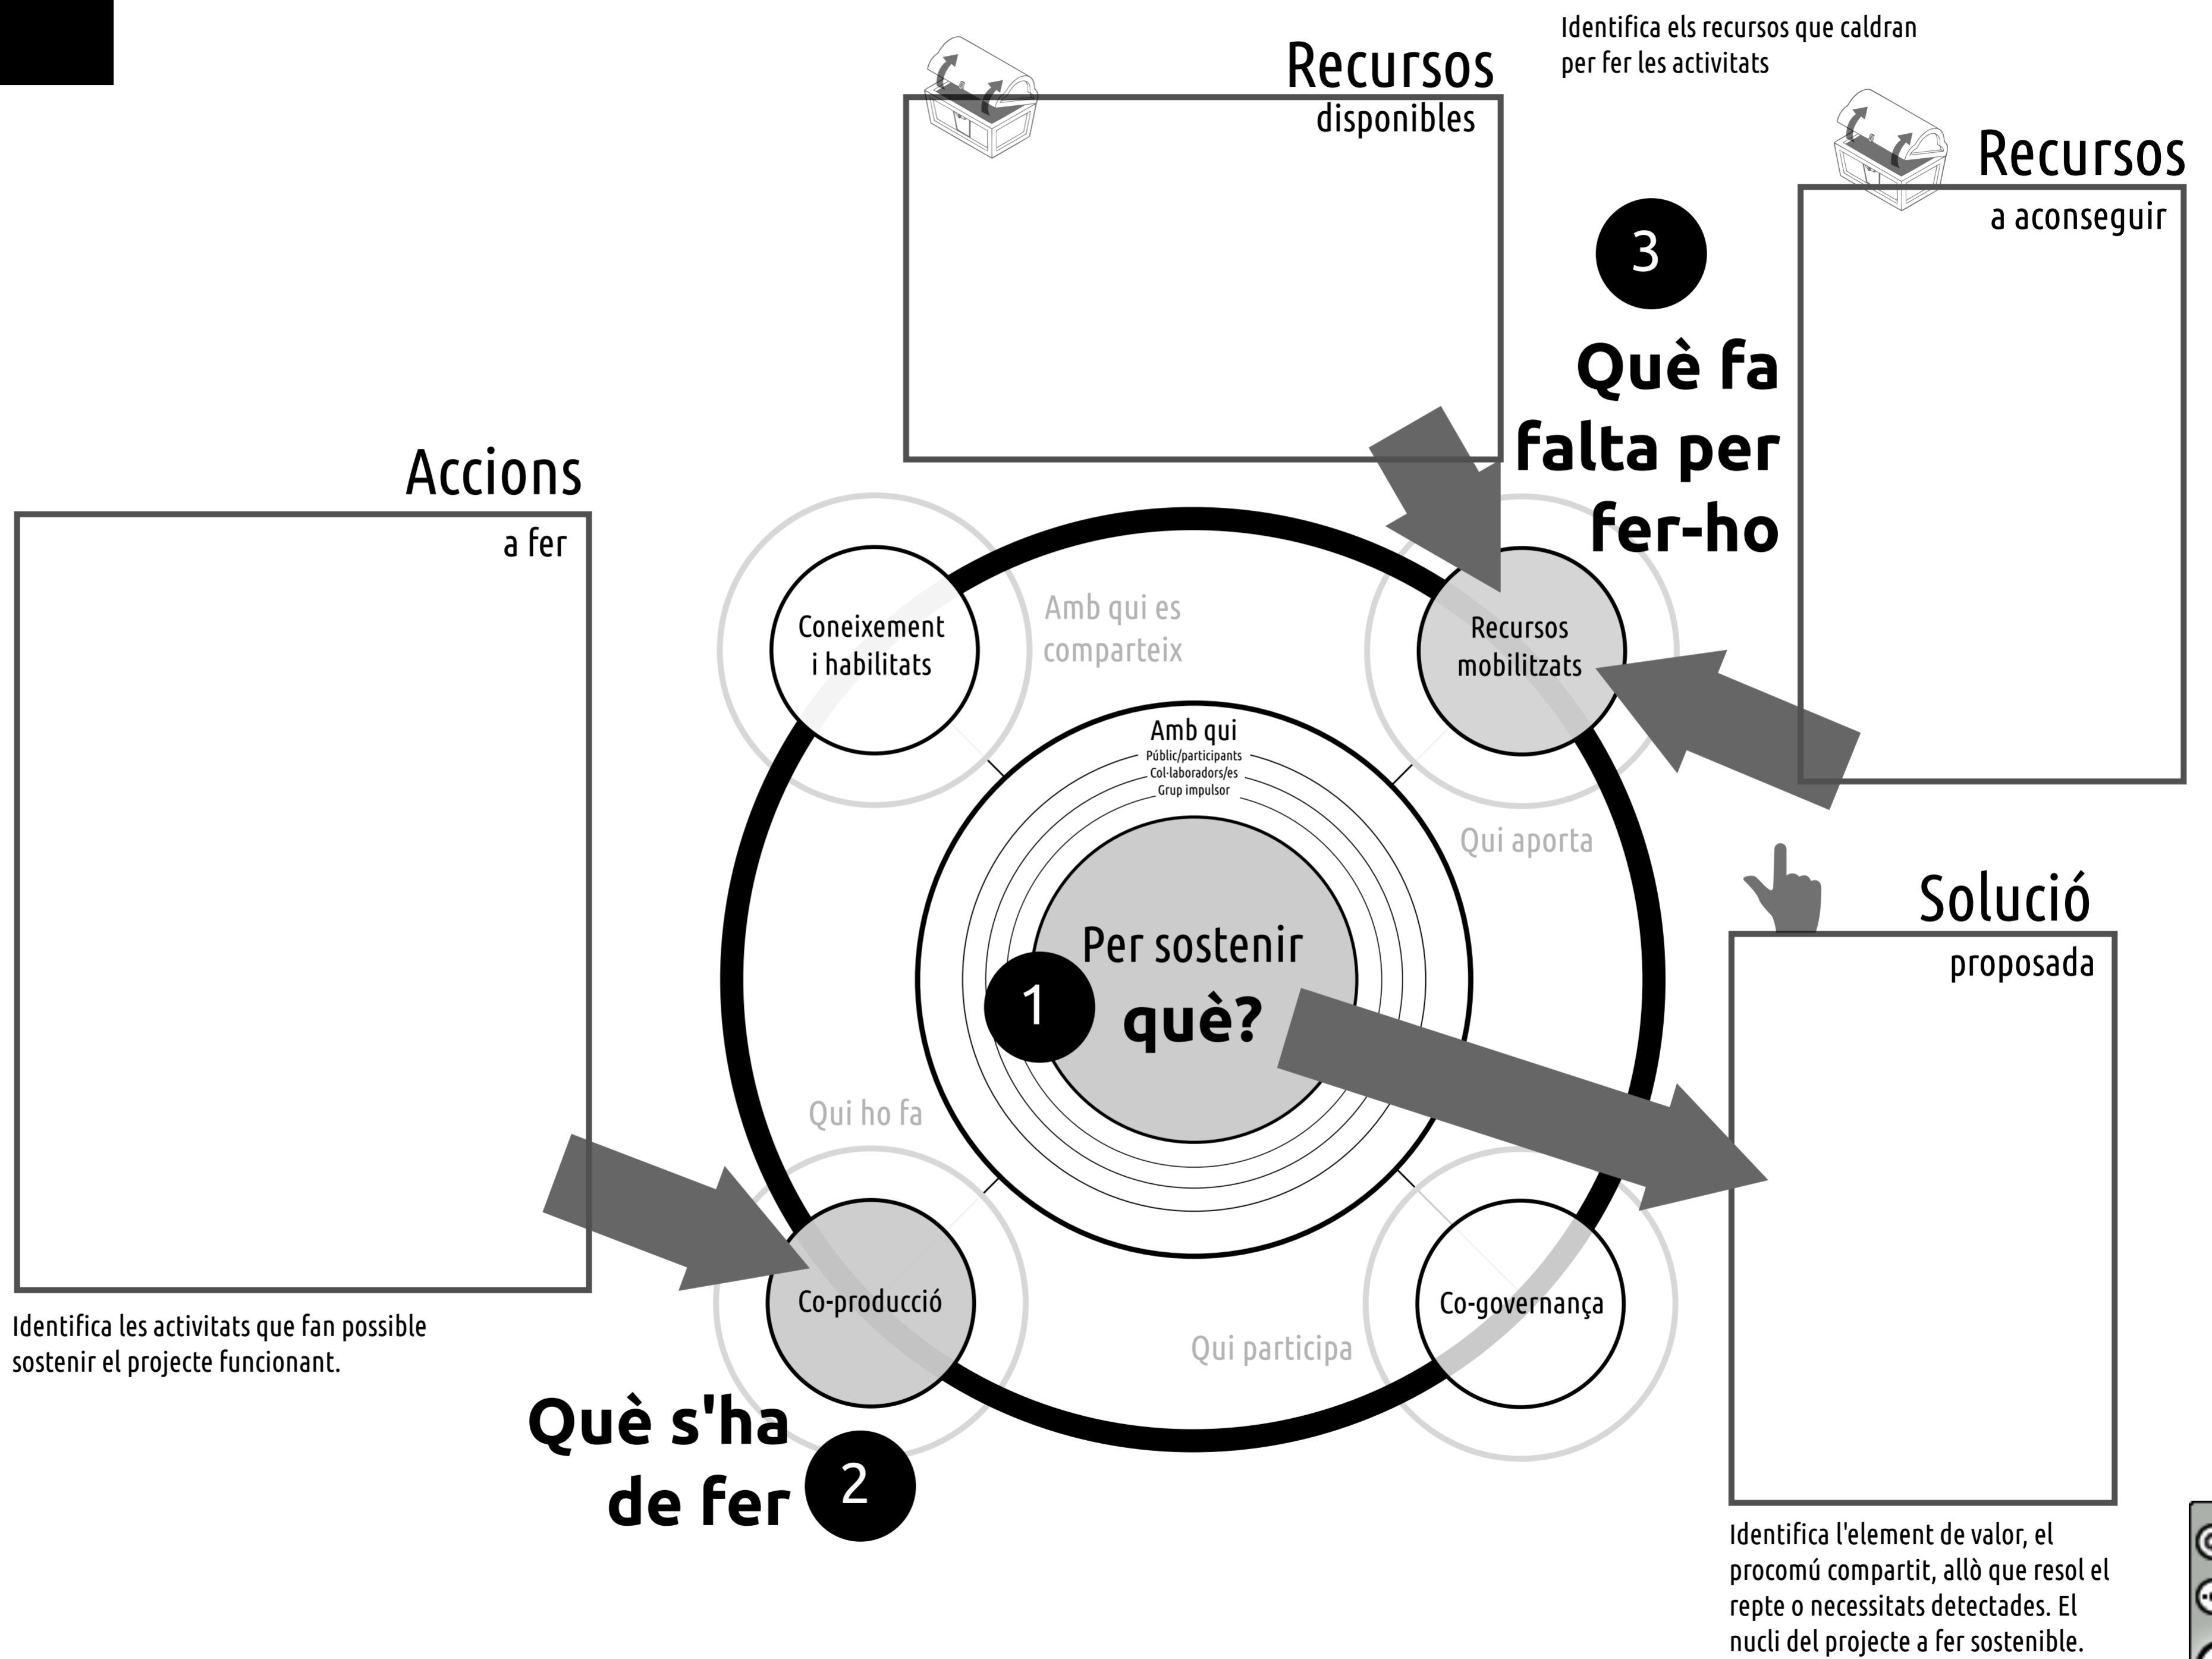 Identifica els recursos que caldran
per fer les activitats
Recursos
disponibles
Recursos
a aconseguir
3
Què fa
falta per
fer-ho
Accions
a fer
Coneixement
i habilitats
Amb qui es
comparteix
Recursos
mobilitzats
Amb qui
Públic/participants
Col·laboradors/es
Grup impulsor
Qui aporta
Solució
proposada
Per sostenir
1
què?
Qui ho fa
Co-producció
Co-governança
Qui participa
Identifica les activitats que fan possible
sostenir el projecte funcionant.
Què s'ha
de fer
2
Identifica l'element de valor, el
procomú compartit, allò que resol el
repte o necessitats detectades. El
nucli del projecte a fer sostenible.